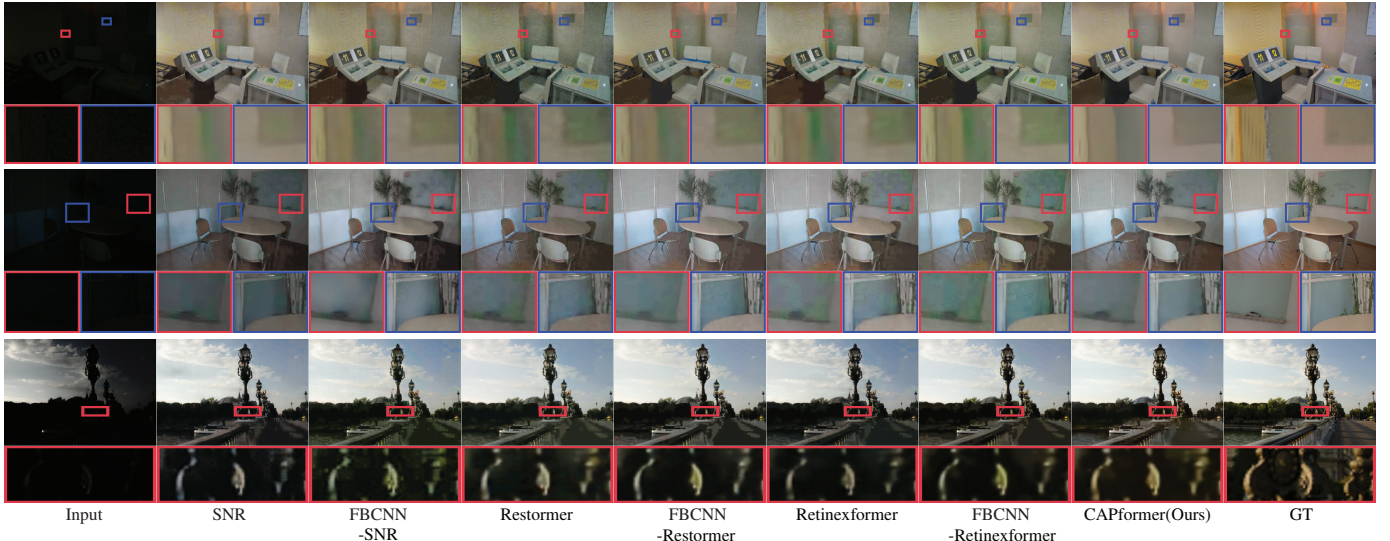 Input SNR FBCNN Restormer FBCNN Retinexformer FBCNN CAPformer(Ours) GT
-SNR -Restormer -Retinexformer